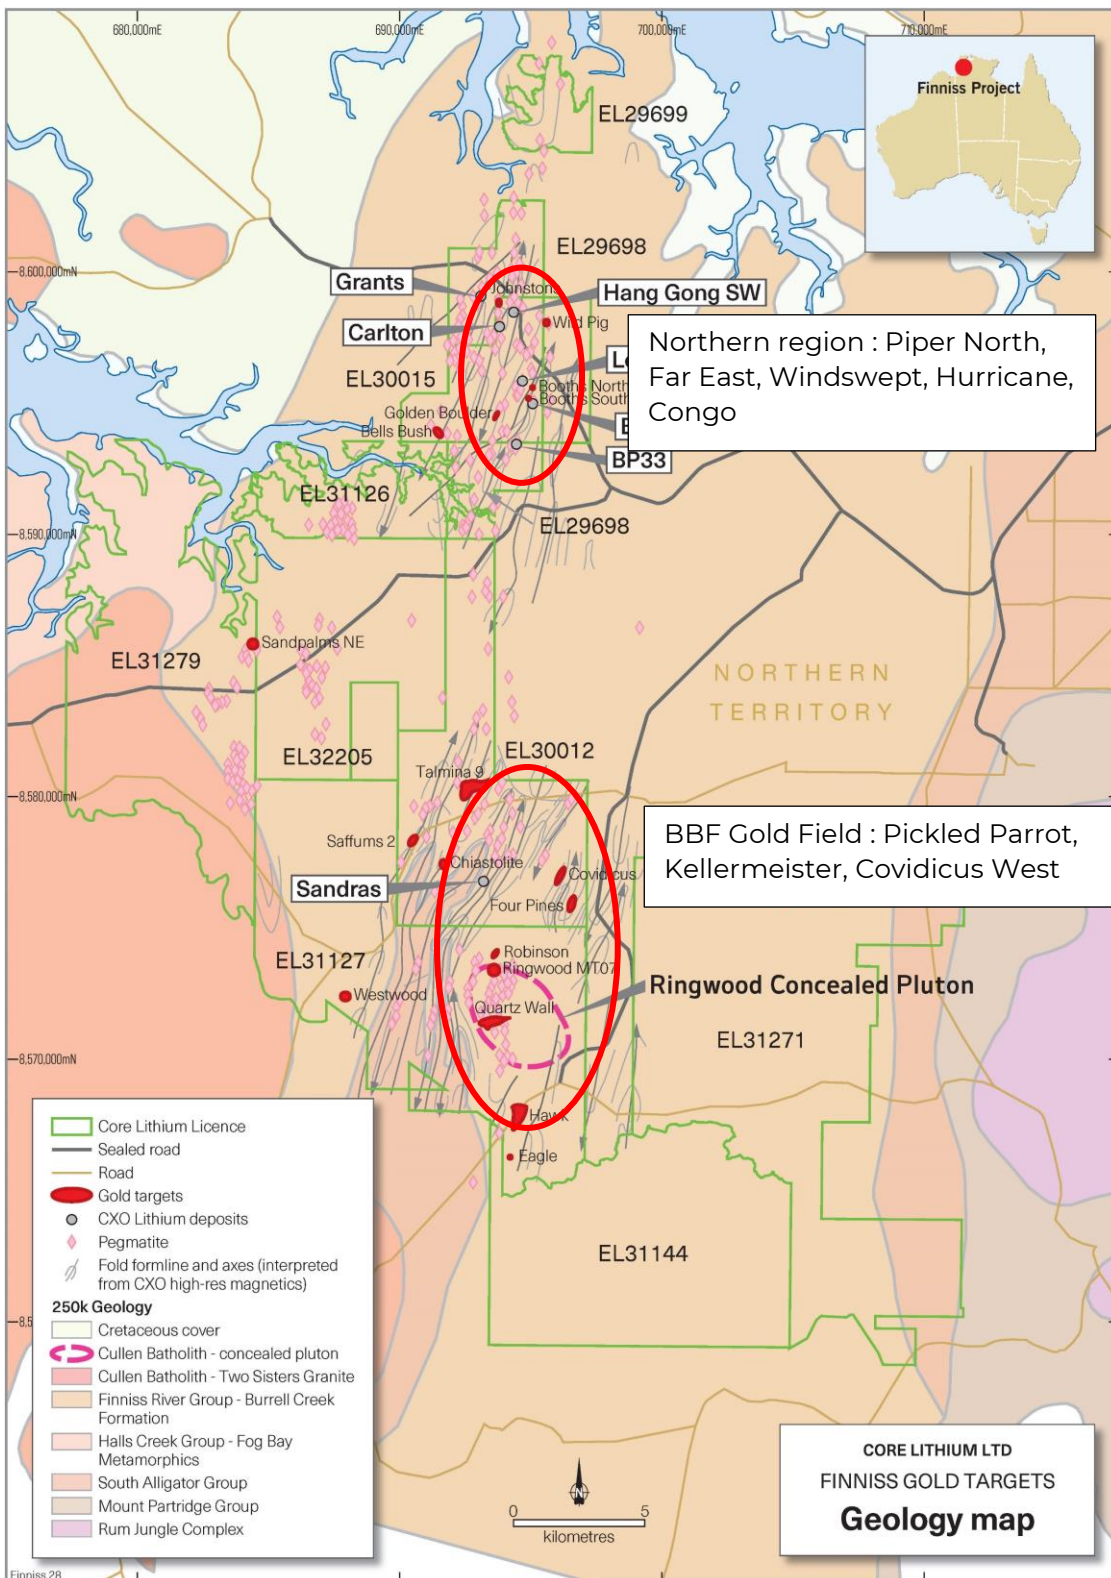 680,000mE
690,000mE
700,000mE
710,000mE
Finniss Project
EL29699
EL29698
8,600,000mN
Grants
Johnstons
Hang Gong SW
Carlton
Wild Pig
Northern region : Piper North,
Far East, Windswept, Hurricane,
Congo
EL30015
Booths North
Booths South
Golden Boulder
Bells Bush
BP33
EL31126
EL29698
8,590,000mN
Sandpalms NE
EL31279
NORTHERN
TERRITORY
EL32205
EL30012
Talmina 9
8,580,000mN
BBF Gold Field : Pickled Parrot,
Kellermeister, Covidicus West
Saffums 2
Chiastolite
Covidicus
Sandras
Four Pines
Robinson
EL31127
Ringwood MT07
Westwood
Ringwood Concealed Pluton
Quartz Wall
EL31271
8,570,000mN
Hawk
Eagle
EL31144
Core Lithium Licence
Sealed road
Road
Gold targets
CXO Lithium deposits
Pegmatite
Fold formline and axes (interpreted
from CXO high-res magnetics)
250k Geology
Cretaceous cover
Cullen Batholith - concealed pluton
Cullen Batholith - Two Sisters Granite
Finniss River Group - Burrell Creek
Formation
Halls Creek Group - Fog Bay
Metamorphics
South Alligator Group
Mount Partridge Group
Rum Jungle Complex
N
0 5
kilometres
CORE LITHIUM LTD
FINNISS GOLD TARGETS
Geology map
Finniss 28